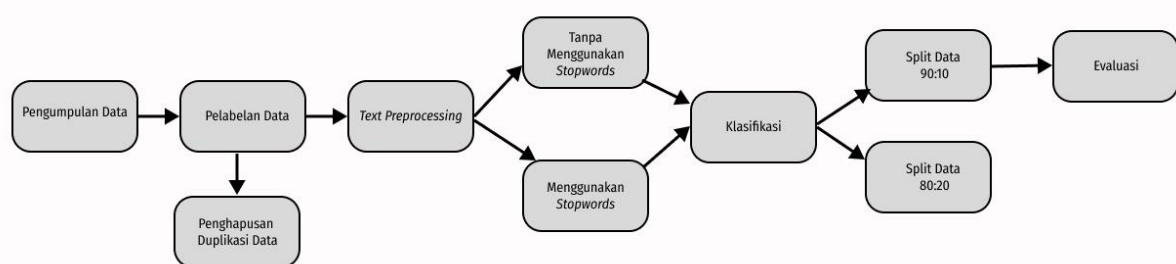 Pengumpulan Data
Pelabelan Data
Penghapusan
Duplikasi Data
Text Preprocessing
Tanpa
Menggunakan
Stopwords
Menggunakan
Stopwords
Klasifikasi
Split Data
90:10
Split Data
80:20
Evaluasi